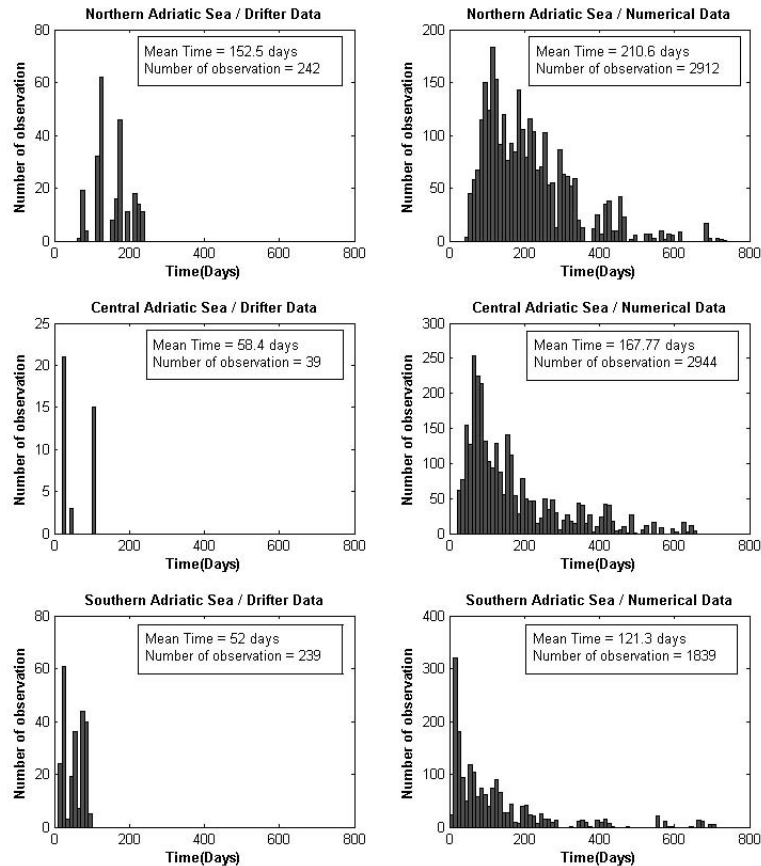 Northern Adriatic Sea / Drifter Data
Mean Time = 152.5 days
Number of observation = 242
Number of observation
80
60
40
20
0
0 200 400 600 800
Time(Days)
Northern Adriatic Sea / Numerical Data
Mean Time = 210.6 days
Number of observation = 2912
Number of observation
200
150
100
50
0
0 100 200 300 400 500 600 700 800
Time(Days)
Central Adriatic Sea / Drifter Data
Mean Time = 58.4 days
Number of observation = 39
Number of observation
25
20
15
10
5
0
0 200 400 600 800
Time(Days)
Central Adriatic Sea / Numerical Data
Mean Time = 167.77 days
Number of observation = 2944
Number of observation
300
250
200
150
100
50
0
0 200 400 600 800
Time(Days)
Southern Adriatic Sea / Drifter Data
Mean Time = 52 days
Number of observation = 239
Number of observation
80
60
40
20
0
0 200 400 600 800
Time(Days)
Southern Adriatic Sea / Numerical Data
Mean Time = 121.3 days
Number of observation = 1839
Number of observation
400
300
200
100
0
0 200 400 600 800
Time(Days)